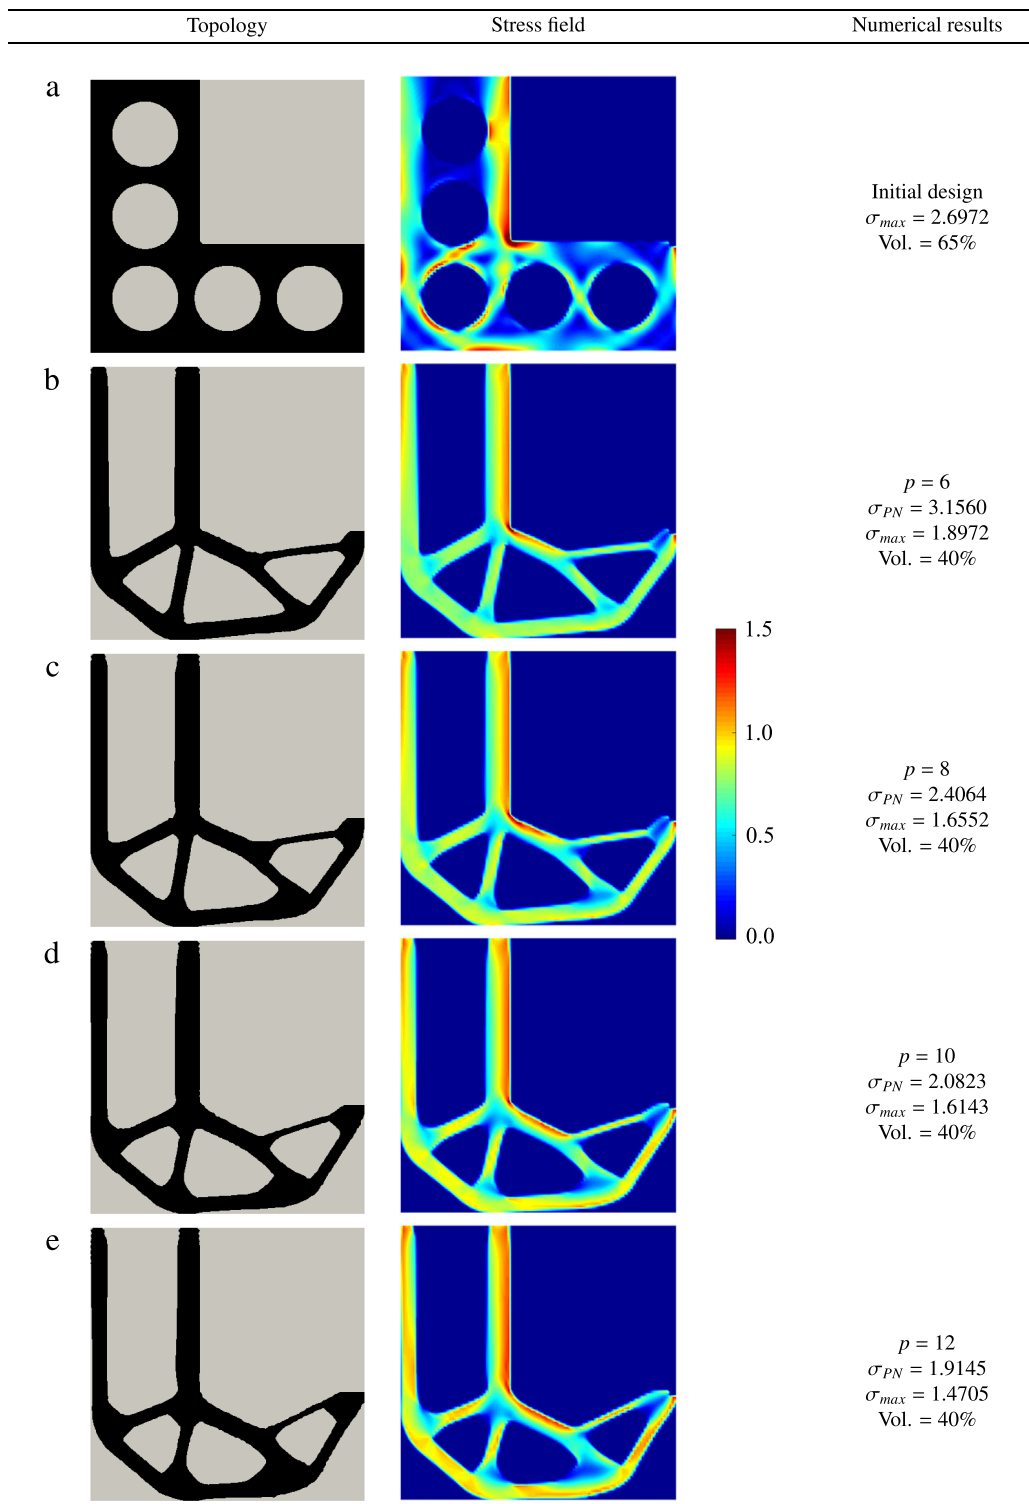 Topology Stress field Numerical results
a
Initial design
σmax = 2.6972
Vol. = 65%
b
p = 6
σPN = 3.1560
σmax = 1.8972
Vol. = 40%
1.5
1.0
0.5
0.0
c
p = 8
σPN = 2.4064
σmax = 1.6552
Vol. = 40%
d
p = 10
σPN = 2.0823
σmax = 1.6143
Vol. = 40%
e
p = 12
σPN = 1.9145
σmax = 1.4705
Vol. = 40%